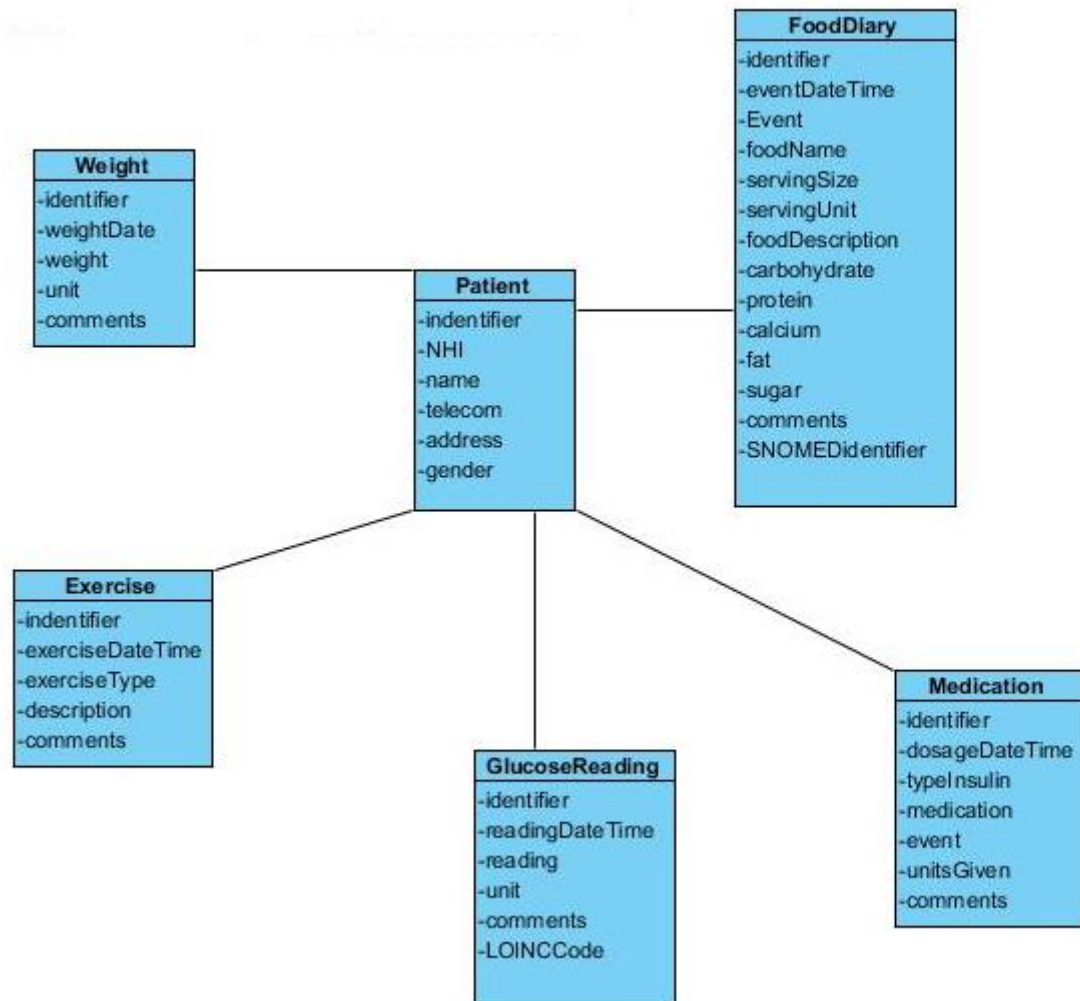 FoodDiary
-identifier
-eventDateTime
-Event
-foodName
-servingSize
-servingUnit
-foodDescription
-carbohydrate
-protein
-calcium
-fat
-sugar
-comments
-SNOMEDidentifier
Weight
-identifier
-weightDate
-weight
-unit
-comments
Patient
-indentifier
-NHI
-name
-telecom
-address
-gender
Exercise
-indentifier
-exerciseDateTime
-exerciseType
-description
-comments
GlucoseReading
-identifier
-readingDateTime
-reading
-unit
-comments
-LOINCCode
Medication
-identifier
-dosageDateTime
-typeInsulin
-medication
-event
-unitsGiven
-comments